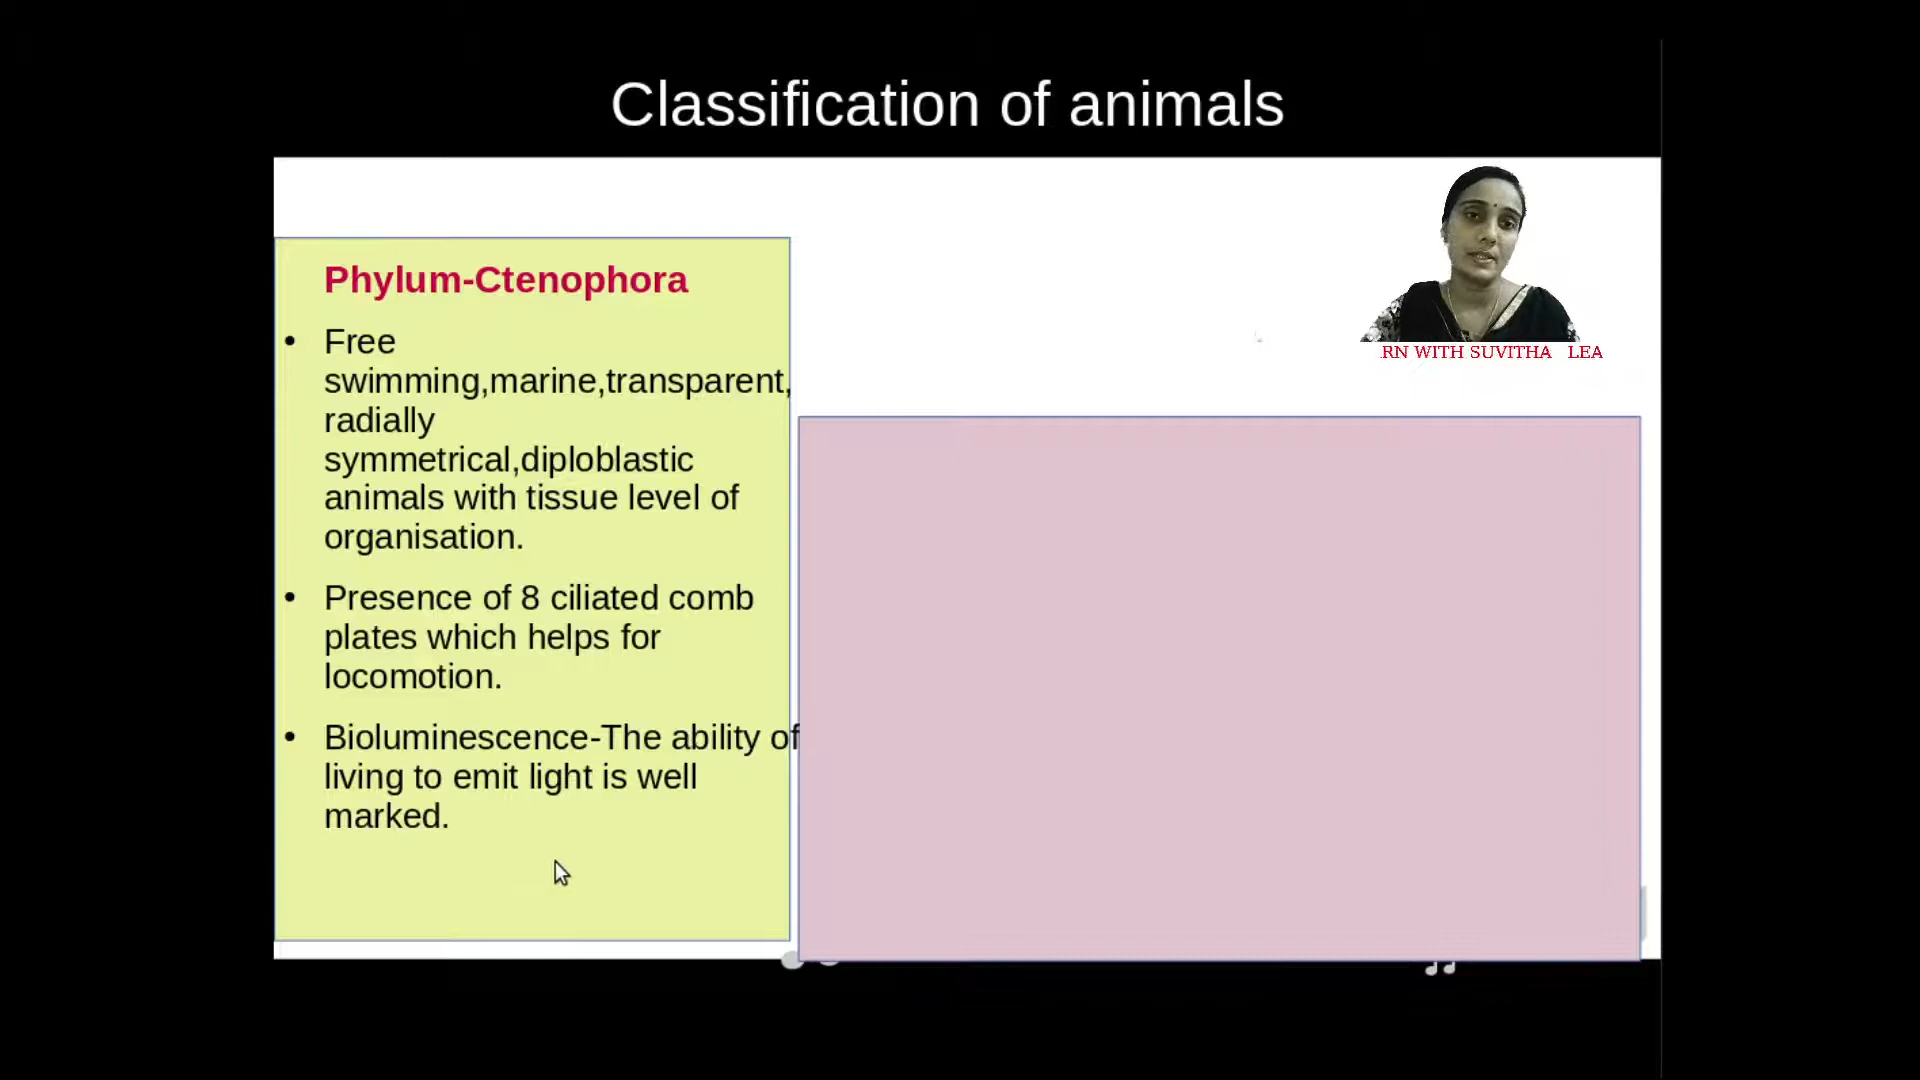 Classification of animals
RN WITH SUVITHA LEA
Phylum-Ctenophora
• Free
swimming,marine,transparent,
radially
symmetrical,diploblastic
animals with tissue level of
organisation.
• Presence of 8 ciliated comb
plates which helps for
locomotion.
• Bioluminescence-The ability of
living to emit light is well
marked.